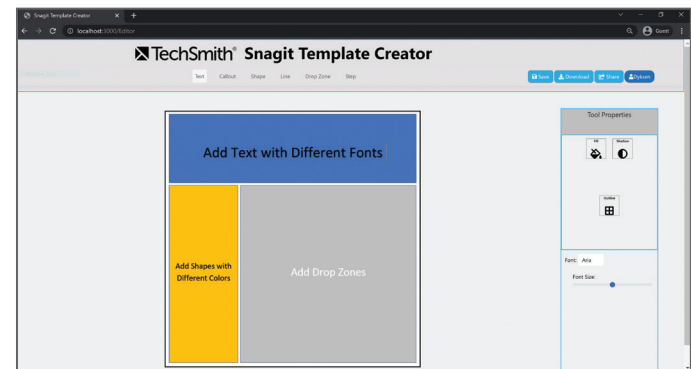 Snagit Template Creator
Guest
localhost:3000/Editor
TechSmith® Snagit Template Creator
Text Callout Shape Line Drop Zone Step
Save Download Share Dyksen
Tool Properties
Fill Shadow
Outline
Font: Aria
Font Size:
Add Text with Different Fonts
Add Shapes with
Different Colors
Add Drop Zones